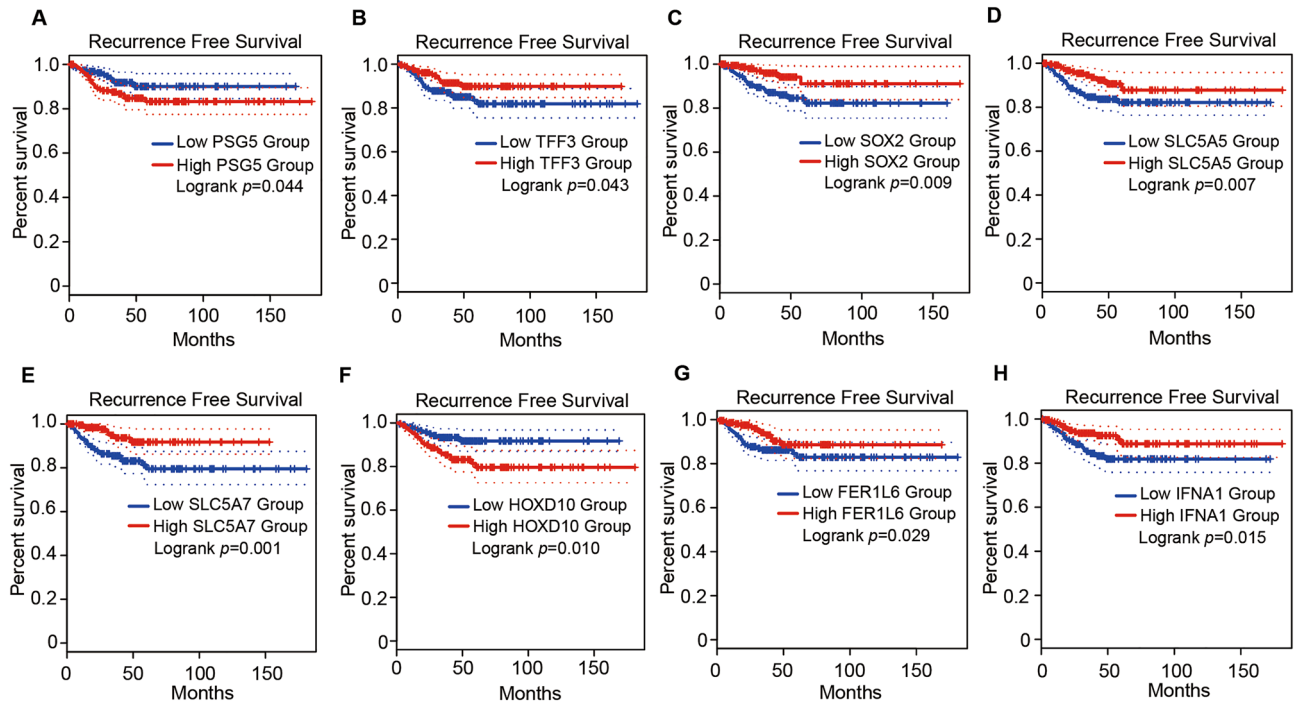 A
Recurrence Free Survival
Percent survival
1.0
0.8
0.6
0.4
0.2
0
Low PSG5 Group
High PSG5 Group
Logrank p=0.044
0 50 100 150
Months
B
Recurrence Free Survival
Percent survival
1.0
0.8
0.6
0.4
0.2
0
Low TFF3 Group
High TFF3 Group
Logrank p=0.043
0 50 100 150
Months
C
Recurrence Free Survival
Percent survival
1.0
0.8
0.6
0.4
0.2
0
Low SOX2 Group
High SOX2 Group
Logrank p=0.009
0 50 100 150
Months
D
Recurrence Free Survival
Percent survival
1.0
0.8
0.6
0.4
0.2
0
Low SLC5A5 Group
High SLC5A5 Group
Logrank p=0.007
0 50 100 150
Months
E
Recurrence Free Survival
Percent survival
1.0
0.8
0.6
0.4
0.2
0
Low SLC5A7 Group
High SLC5A7 Group
Logrank p=0.001
0 50 100 150
Months
F
Recurrence Free Survival
Percent survival
1.0
0.8
0.6
0.4
0.2
0
Low HOXD10 Group
High HOXD10 Group
Logrank p=0.010
0 50 100 150
Months
G
Recurrence Free Survival
Percent survival
1.0
0.8
0.6
0.4
0.2
0
Low FER1L6 Group
High FER1L6 Group
Logrank p=0.029
0 50 100 150
Months
H
Recurrence Free Survival
Percent survival
1.0
0.8
0.6
0.4
0.2
0
Low IFNA1 Group
High IFNA1 Group
Logrank p=0.015
0 50 100 150
Months